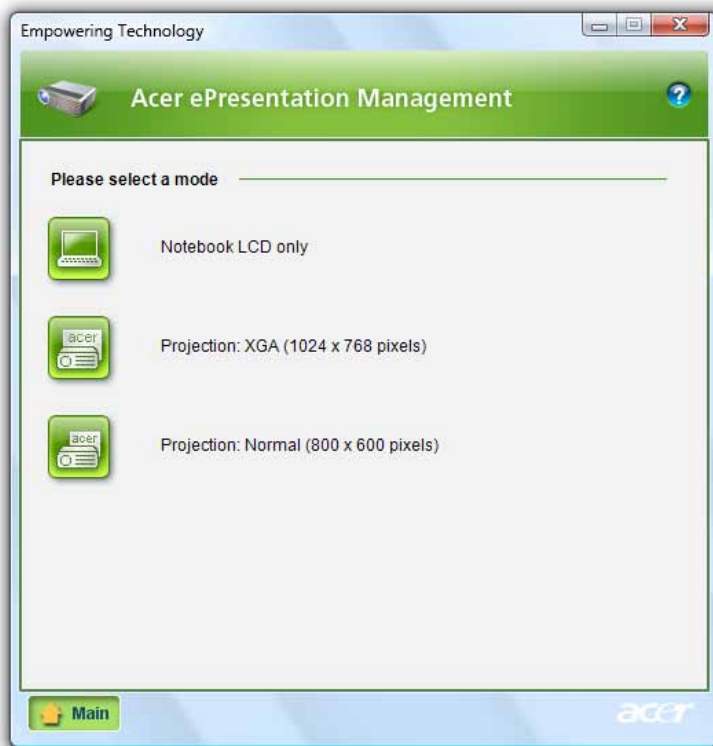 Empowering Technology
Acer ePresentation Management
?
Please select a mode
Notebook LCD only
acer
Projection: XGA (1024 x 768 pixels)
acer
Projection: Normal (800 x 600 pixels)
Main
acer